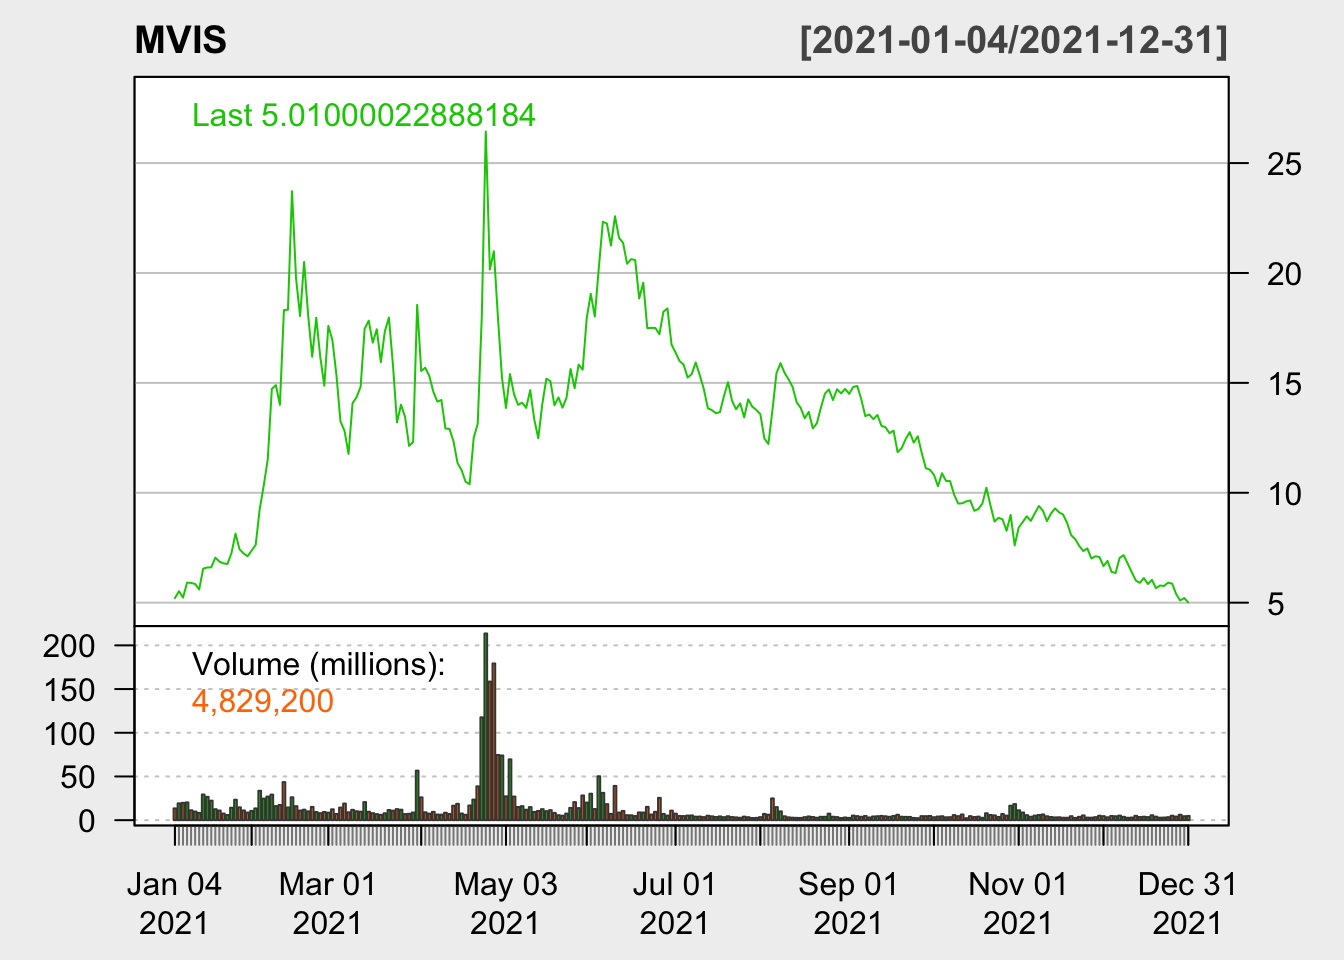 MVIS [2021-01-04/2021-12-31]
Last 5.01000022888184
25
20
15
10
5
Volume (millions):
4,829,200
200
150
100
50
0
Jan 04 Mar 01 May 03 Jul 01 Sep 01 Nov 01 Dec 31
2021 2021 2021 2021 2021 2021 2021